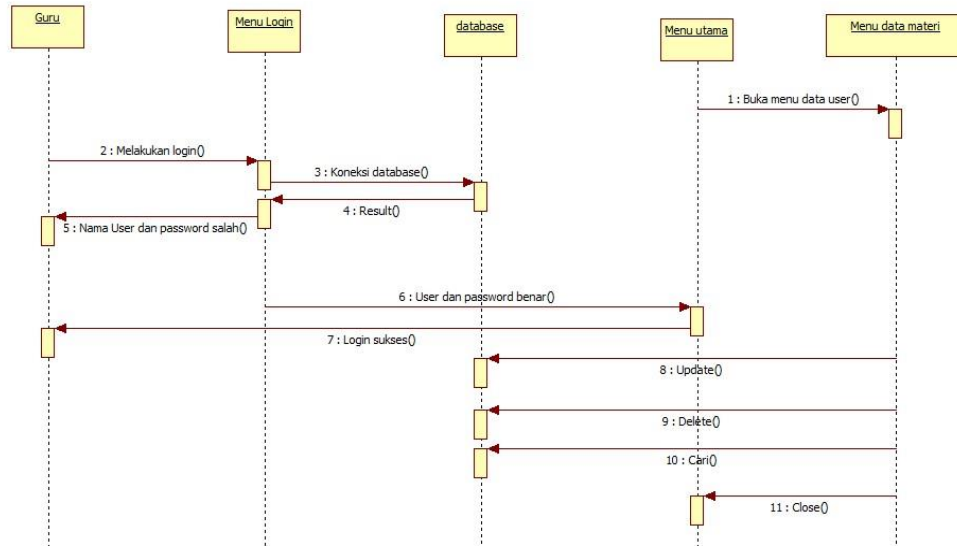 Guru
Menu Login
database
Menu utama
Menu data materi
1 : Buka menu data user()
2 : Melakukan login()
3 : Koneksi database()
4 : Result()
5 : Nama User dan password salah()
6 : User dan password benar()
7 : Login sukses()
8 : Update()
9 : Delete()
10 : Cari()
11 : Close()